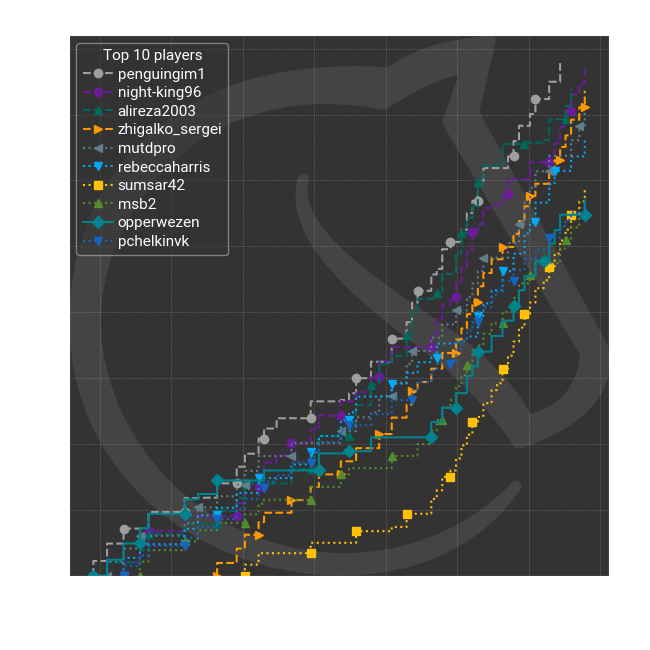 Top 10 players
penguingim1
night-king96
alireza2003
zhigalko_sergei
mutdpro
rebeccaharris
sumsar42
msb2
opperwezen
pchelkinvk